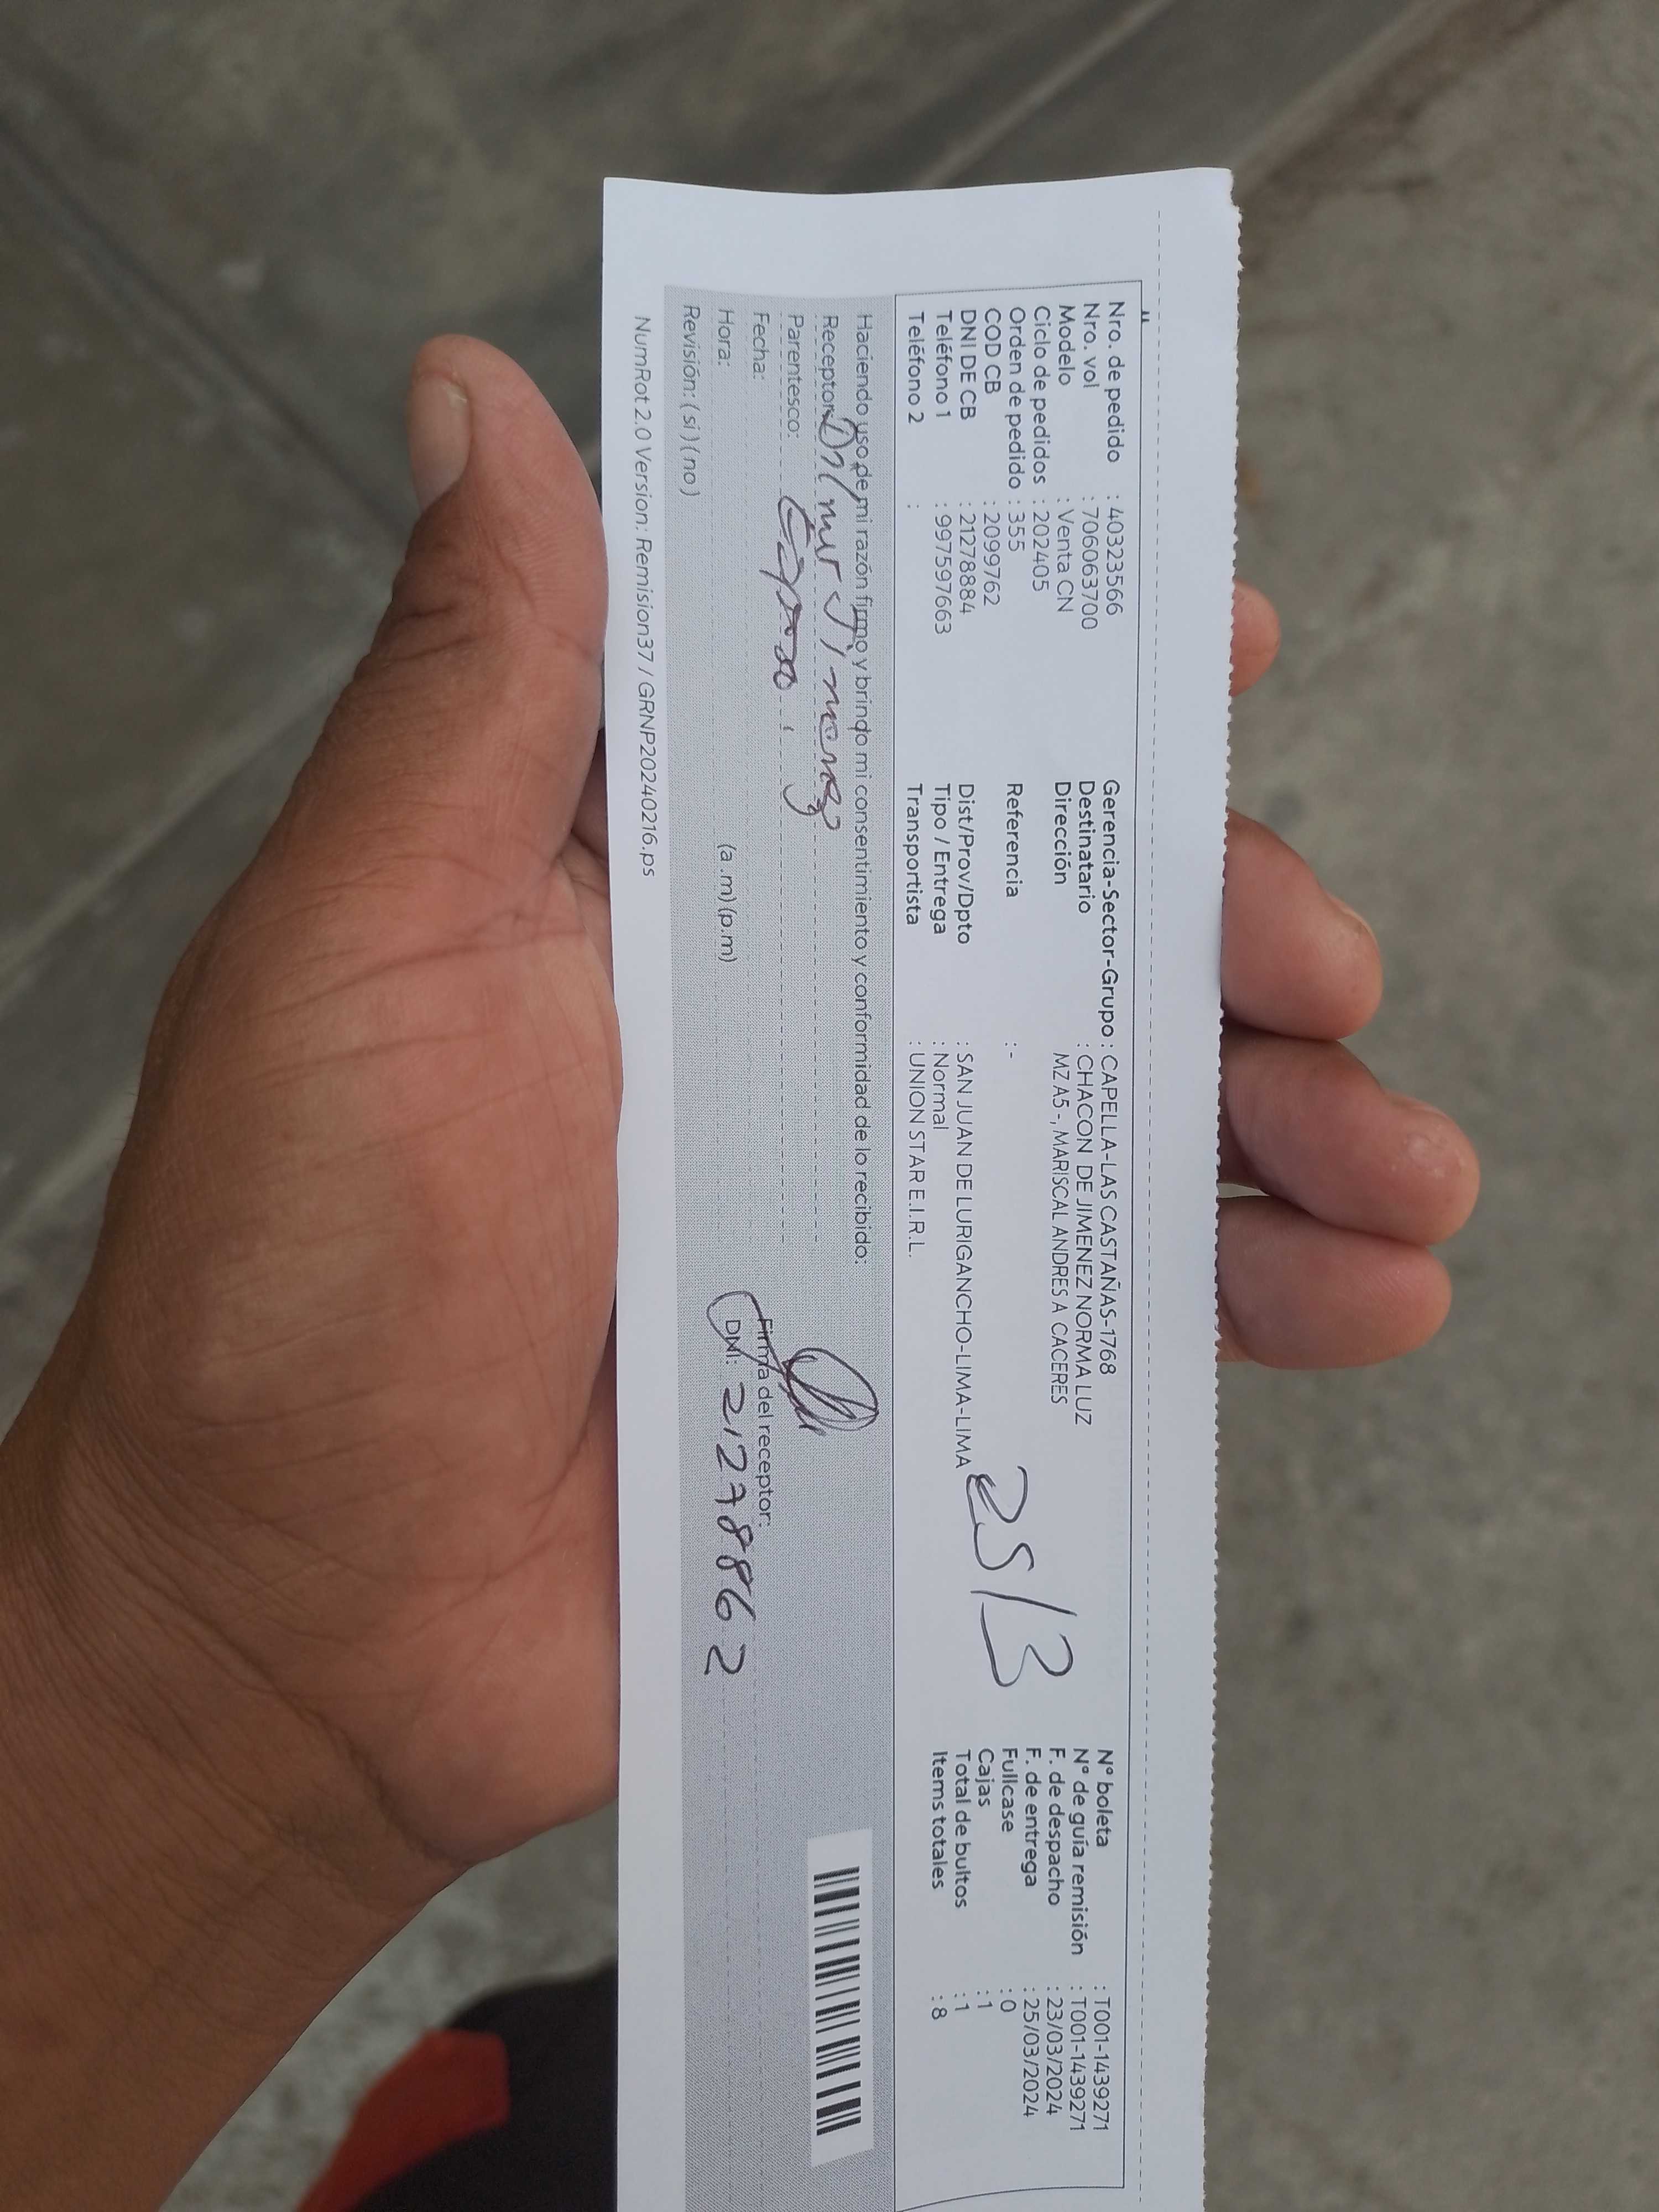 Nro. de pedido : 40323566
Nro. vol : 706063700
Modelo : Venta CN
Ciclo de pedidos : 202405
Orden de pedido : 355
COD CB : 2099762
DNI DE CB : 21278884
Teléfono 1 : 997597663
Teléfono 2 :
Gerencia-Sector-Grupo : CAPELLA-LAS CASTAÑAS-1768
Destinatario : CHACON DE JIMENEZ NORMA LUZ
Dirección MZ A5 -, MARISCAL ANDRES A CACERES
Referencia : -
Dist/Prov/Dpto : SAN JUAN DE LURIGANCHO-LIMA-LIMA
Tipo / Entrega : Normal
Transportista : UNION STAR E.I.R.L.
25/3
N° boleta : T001-1439271
N° de guía remisión : T001-1439271
F. de despacho : 23/03/2024
F. de entrega : 25/03/2024
Fullcase : 0
Cajas : 1
Total de bultos : 1
Items totales : 8
Haciendo uso de mi razón firmo y brindo mi consentimiento y conformidad de lo recibido:
Receptor: Jimenez
Parentesco: Esposo
Fecha:
Hora: (a .m) (p.m)
Revisión: ( si ) ( no )
Firma del receptor:
DNI: 21278862
NumRot 2.0 Version: Remision37 / GRNP20240216.ps